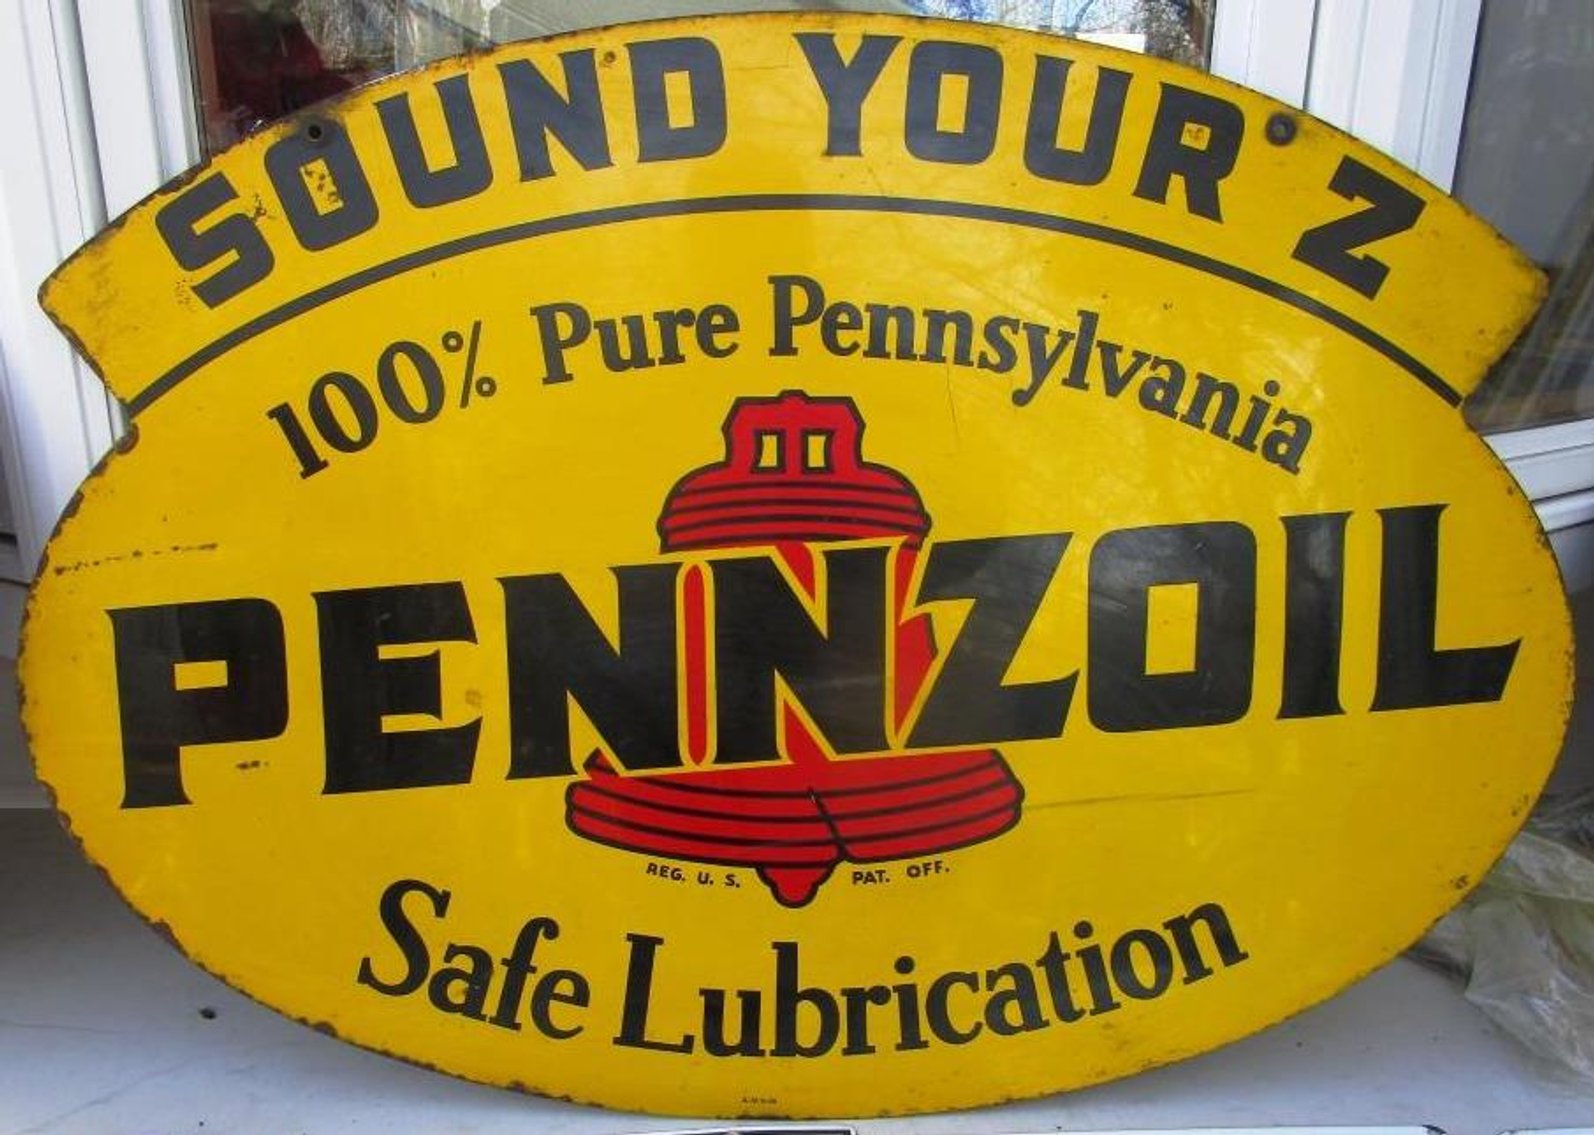 SOUND YOUR Z
100% Pure Pennsylvania
PENNZOIL
REG. U. S. PAT. OFF.
Safe Lubrication